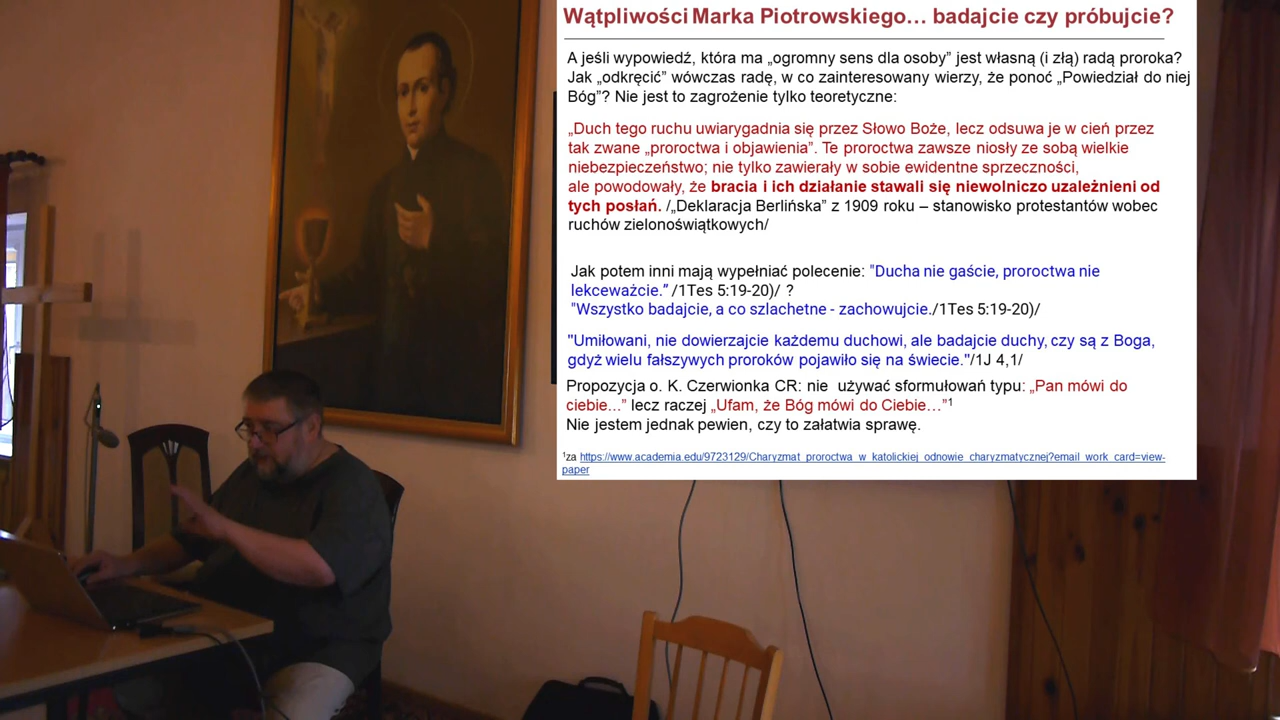 Wątpliwości Marka Piotrowskiego… badajcie czy próbujcie?
A jeśli wypowiedź, która ma „ogromny sens dla osoby” jest własną (i złą) radą proroka?
Jak „odkręcić” wówczas radę, w co zainteresowany wierzy, że ponoć „Powiedział do niej
Bóg”? Nie jest to zagrożenie tylko teoretyczne:
„Duch tego ruchu uwiarygadnia się przez Słowo Boże, lecz odsuwa je w cień przez
tak zwane „proroctwa i objawienia”. Te proroctwa zawsze niosły ze sobą wielkie
niebezpieczeństwo; nie tylko zawierały w sobie ewidentne sprzeczności,
ale powodowały, że bracia i ich działanie stawali się niewolniczo uzależnieni od
tych posłań. /„Deklaracja Berlińska” z 1909 roku – stanowisko protestantów wobec
ruchów zielonoświątkowych/
Jak potem inni mają wypełniać polecenie: "Ducha nie gaście, proroctwa nie
lekceważcie.” /1Tes 5:19-20)/ ?
"Wszystko badajcie, a co szlachetne - zachowujcie./1Tes 5:19-20)/
"Umiłowani, nie dowierzajcie każdemu duchowi, ale badajcie duchy, czy są z Boga,
gdyż wielu fałszywych proroków pojawiło się na świecie."/1J 4,1/
Propozycja o. K. Czerwionka CR: nie używać sformułowań typu: „Pan mówi do
ciebie...” lecz raczej „Ufam, że Bóg mówi do Ciebie…”¹
Nie jestem jednak pewien, czy to załatwia sprawę.
¹za https://www.academia.edu/9723129/Charyzmat_proroctwa_w_katolickiej_odnowie_charyzmatycznej?email_work_card=view-
paper